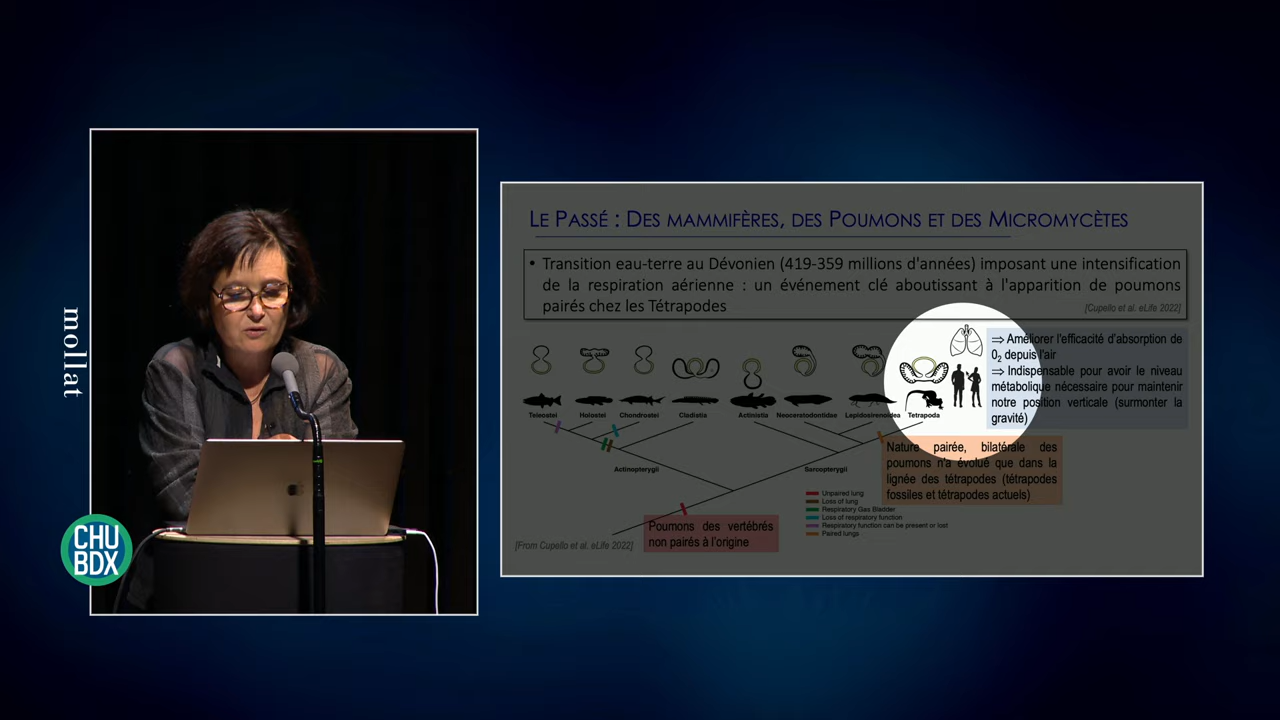 mollat
CHU
BDX
LE PASSÉ : DES MAMMIFÈRES, DES POUMONS ET DES MICROMYCÈTES
• Transition eau-terre au Dévonien (419-359 millions d'années) imposant une intensification
de la respiration aérienne : un événement clé aboutissant à l'apparition de poumons
pairés chez les Tétrapodes
[Cupello et al. eLife 2022]
⇒ Améliorer l'efficacité d'absorption de
0₂ depuis l'air
⇒ Indispensable pour avoir le niveau
métabolique nécessaire pour maintenir
notre position verticale (surmonter la
gravité)
Teleostei
Holostei
Chondrostei
Cladistia
Actinistia
Neoceratodontidae
Lepidosirenoidea
Tetrapoda
Nature pairée, bilatérale des
poumons n'a évolué que dans la
lignée des tétrapodes (tétrapodes
fossiles et tétrapodes actuels)
Actinopterygii
Sarcopterygii
Unpaired lung
Loss of lung
Respiratory Gas Bladder
Loss of respiratory function
Respiratory function can be present or lost
Paired lungs
Poumons des vertébrés
non pairés à l'origine
[From Cupello et al. eLife 2022]